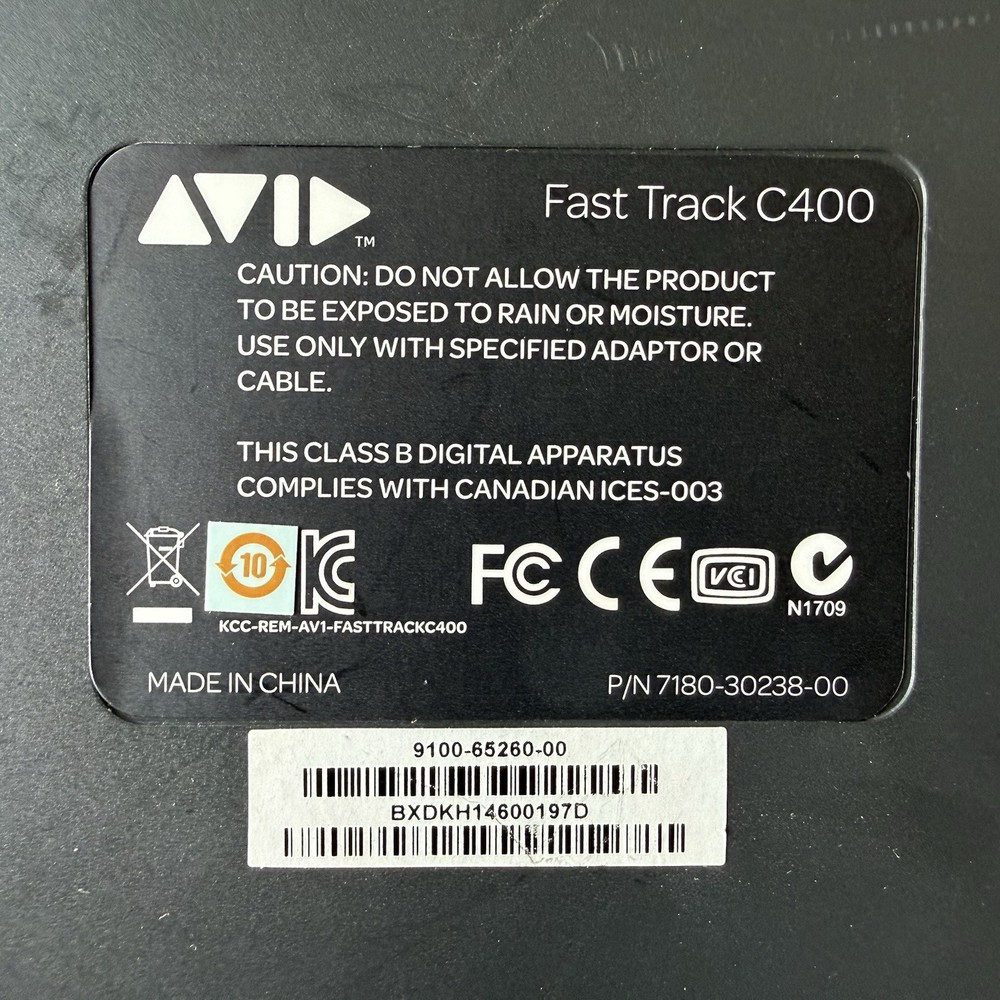 AVID™
Fast Track C400
CAUTION: DO NOT ALLOW THE PRODUCT
TO BE EXPOSED TO RAIN OR MOISTURE.
USE ONLY WITH SPECIFIED ADAPTOR OR
CABLE.
THIS CLASS B DIGITAL APPARATUS
COMPLIES WITH CANADIAN ICES-003
10
KC
FC CE VCI
N1709
KCC-REM-AV1-FASTTRACKC400
MADE IN CHINA
P/N 7180-30238-00
9100-65260-00
BXDKH14600197D